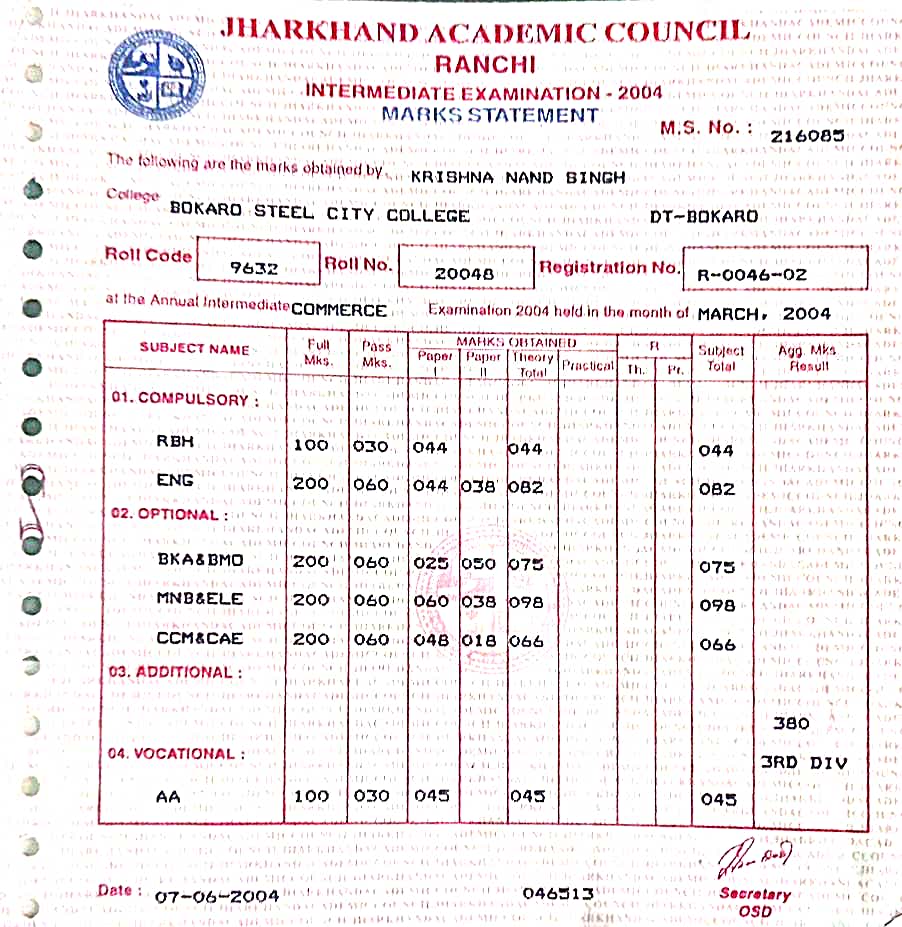 JHARKHAND ACADEMIC COUNCIL
RANCHI
INTERMEDIATE EXAMINATION - 2004
MARKS STATEMENT
M.S. No. : 216085
The following are the marks obtained by KRISHNA NAND SINGH
College BOKARO STEEL CITY COLLEGE DT-BOKARO
Roll Code 9632 Roll No. 20048 Registration No. R-0046-02
at the Annual Intermediate COMMERCE Examination 2004 held in the month of MARCH, 2004
SUBJECT NAME Full Mks. Pass Mks. MARKS OBTAINED R Subject Total Agg. Mks. Result
Paper I Paper II Theory Total Practical Th. Pr.
01. COMPULSORY :
RBH 100 030 044 044 044
ENG 200 060 044 038 082 082
02. OPTIONAL :
BKA&BMO 200 060 025 050 075 075
MNB&ELE 200 060 060 038 098 098
CCM&CAE 200 060 048 018 066 066
03. ADDITIONAL :
380
04. VOCATIONAL :
3RD DIV
AA 100 030 045 045 045
Date : 07-06-2004 046513
Secretary
OSD